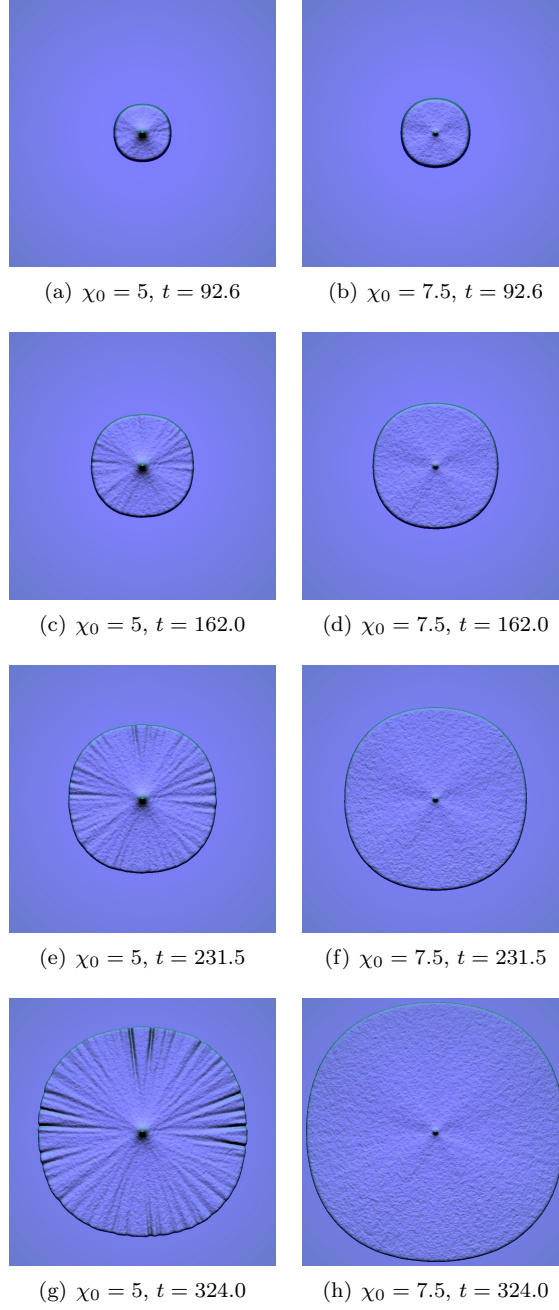 (a) χ₀ = 5, t = 92.6
(b) χ₀ = 7.5, t = 92.6
(c) χ₀ = 5, t = 162.0
(d) χ₀ = 7.5, t = 162.0
(e) χ₀ = 5, t = 231.5
(f) χ₀ = 7.5, t = 231.5
(g) χ₀ = 5, t = 324.0
(h) χ₀ = 7.5, t = 324.0